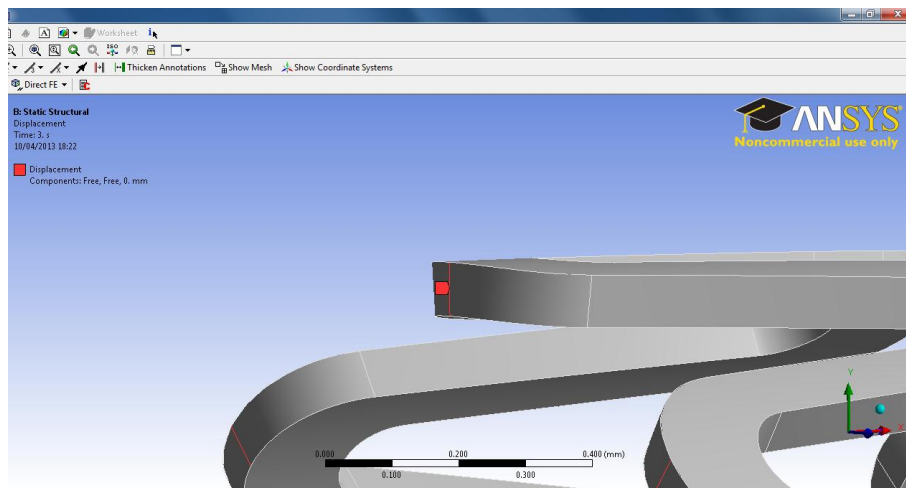 Worksheet
ISO
Thicken Annotations Show Mesh Show Coordinate Systems
Direct FE
B: Static Structural
Displacement
Time: 3. s
10/04/2013 18:22
Displacement
Components: Free, Free, 0. mm
ANSYS
Noncommercial use only
Y
X
0.000 0.200 0.400 (mm)
0.100 0.300